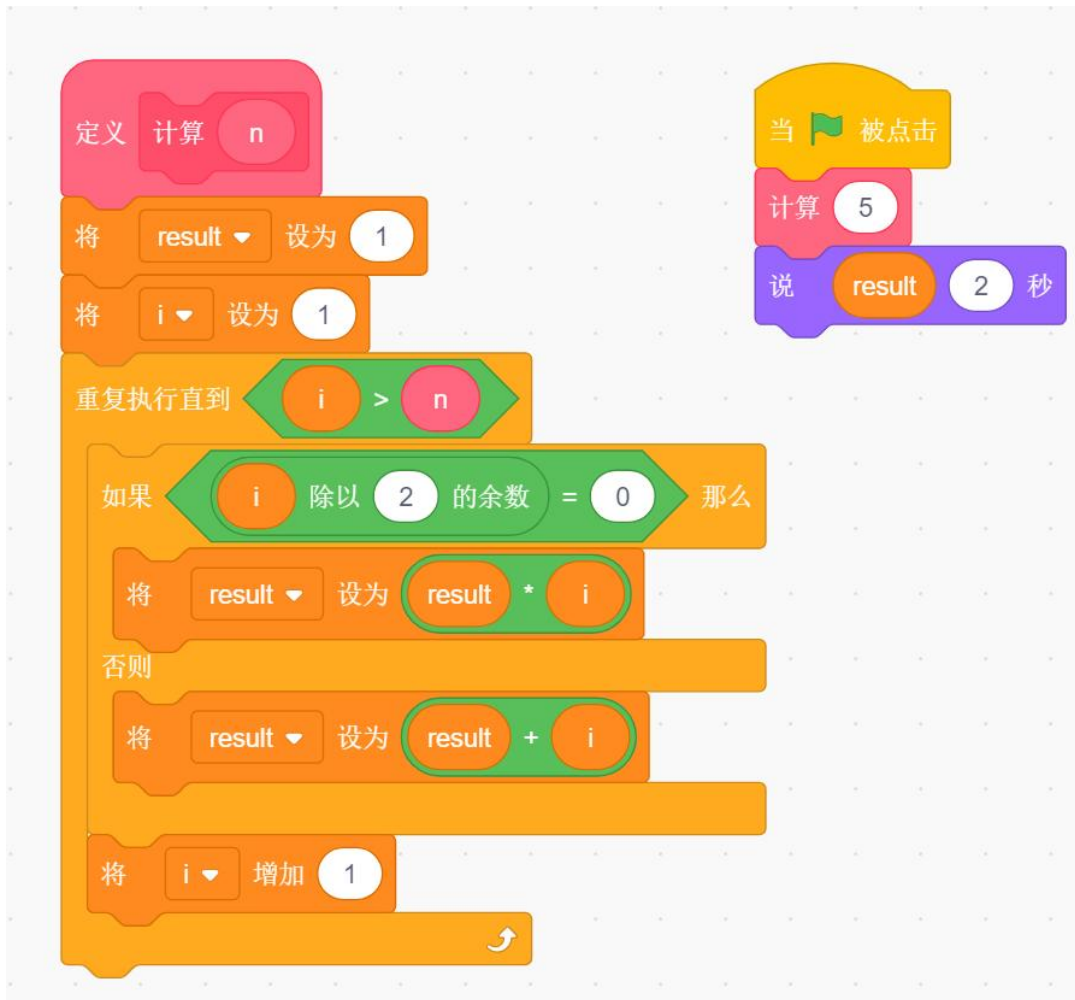 定义 计算 n
将 result 设为 1
将 i 设为 1
重复执行直到 i > n
如果 i 除以 2 的余数 = 0 那么
将 result 设为 result * i
否则
将 result 设为 result + i
将 i 增加 1
当 被点击
计算 5
说 result 2 秒